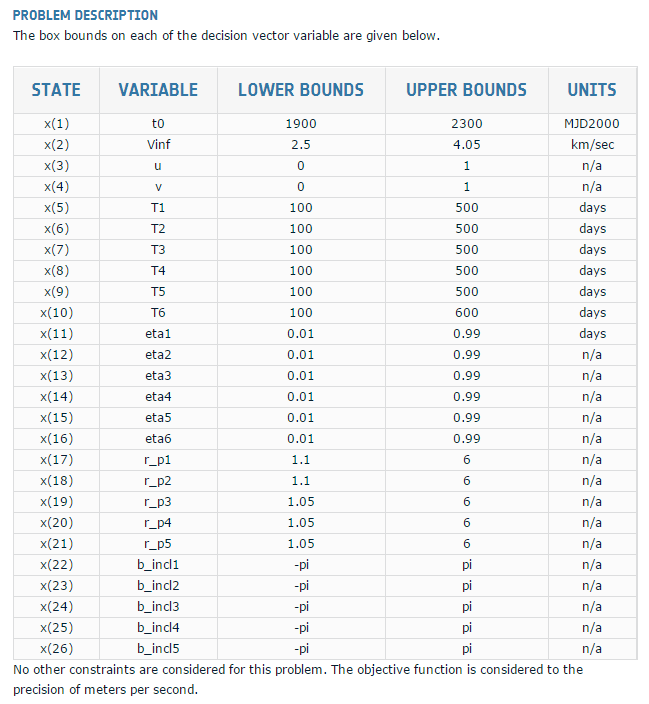 PROBLEM DESCRIPTION
The box bounds on each of the decision vector variable are given below.
STATE VARIABLE LOWER BOUNDS UPPER BOUNDS UNITS
x(1) t0 1900 2300 MJD2000
x(2) Vinf 2.5 4.05 km/sec
x(3) u 0 1 n/a
x(4) v 0 1 n/a
x(5) T1 100 500 days
x(6) T2 100 500 days
x(7) T3 100 500 days
x(8) T4 100 500 days
x(9) T5 100 500 days
x(10) T6 100 600 days
x(11) eta1 0.01 0.99 days
x(12) eta2 0.01 0.99 n/a
x(13) eta3 0.01 0.99 n/a
x(14) eta4 0.01 0.99 n/a
x(15) eta5 0.01 0.99 n/a
x(16) eta6 0.01 0.99 n/a
x(17) r_p1 1.1 6 n/a
x(18) r_p2 1.1 6 n/a
x(19) r_p3 1.05 6 n/a
x(20) r_p4 1.05 6 n/a
x(21) r_p5 1.05 6 n/a
x(22) b_incl1 -pi pi n/a
x(23) b_incl2 -pi pi n/a
x(24) b_incl3 -pi pi n/a
x(25) b_incl4 -pi pi n/a
x(26) b_incl5 -pi pi n/a
No other constraints are considered for this problem. The objective function is considered to the
precision of meters per second.